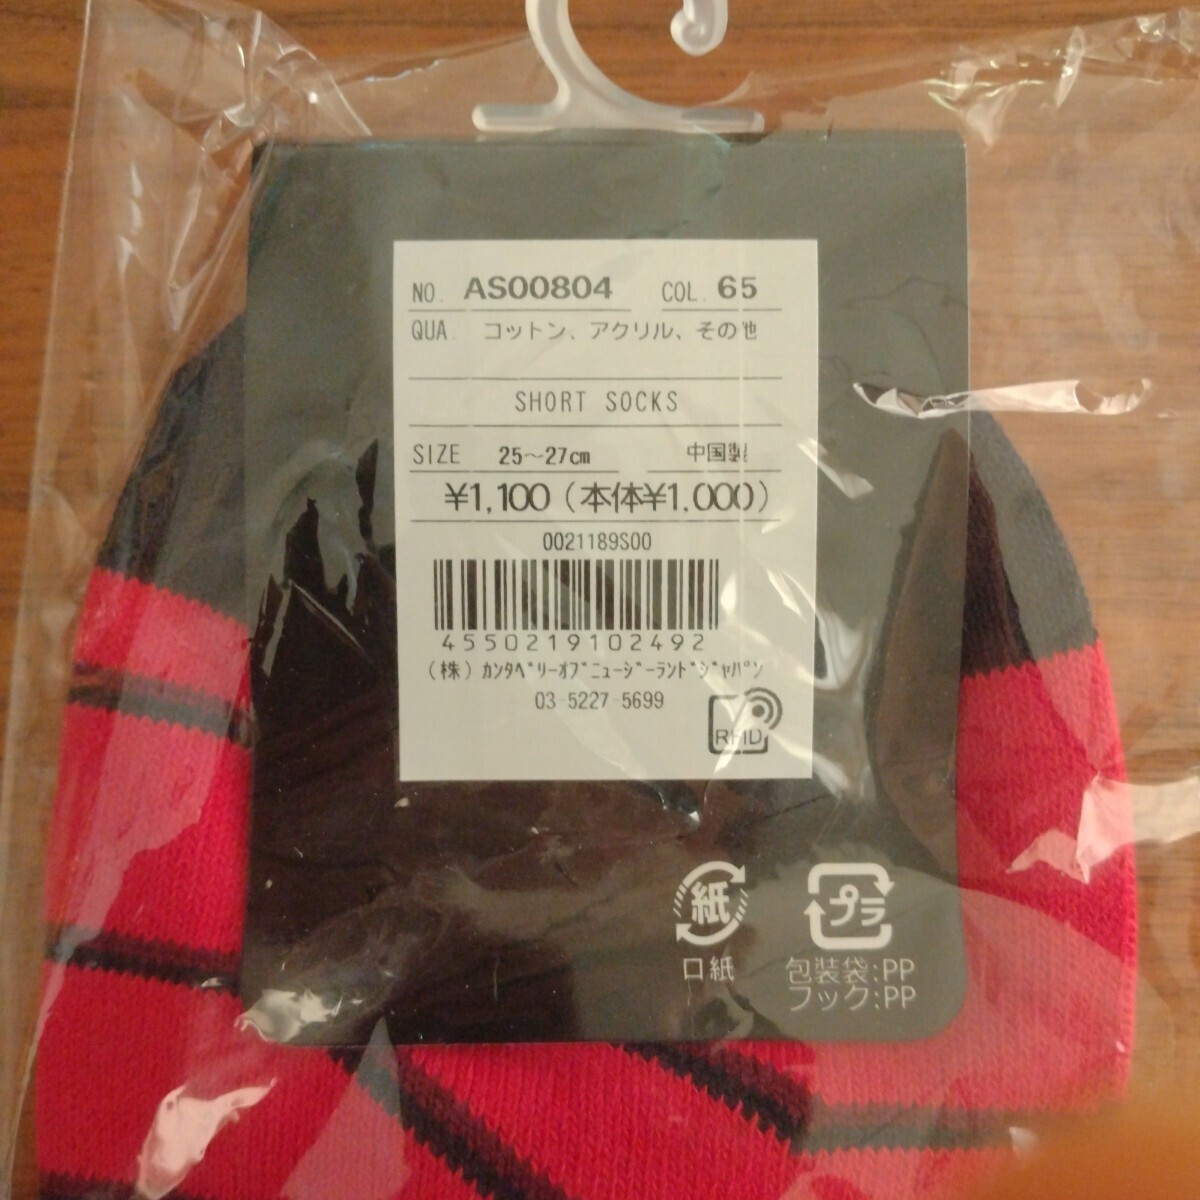 NO. AS00804 COL. 65
QUA. コットン、アクリル、その他
SHORT SOCKS
SIZE 25～27cm 中国製
¥1,100（本体¥1,000）
0021189S00
4550219102492
（株）ｶﾝﾀﾍﾞﾘｰｵﾌﾞﾆｭｰｼﾞｰﾗﾝﾄﾞｼﾞｬﾊﾟﾝ
03-5227-5699
RFID
紙 プラ
口紙 包装袋:PP
フック:PP